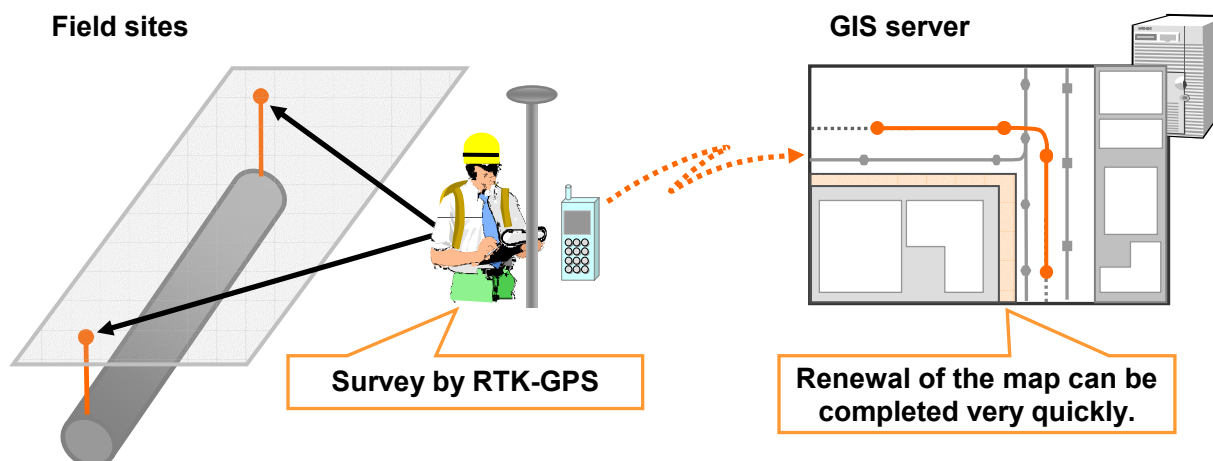 Field sites
GIS server
Survey by RTK-GPS
Renewal of the map can be
completed very quickly.